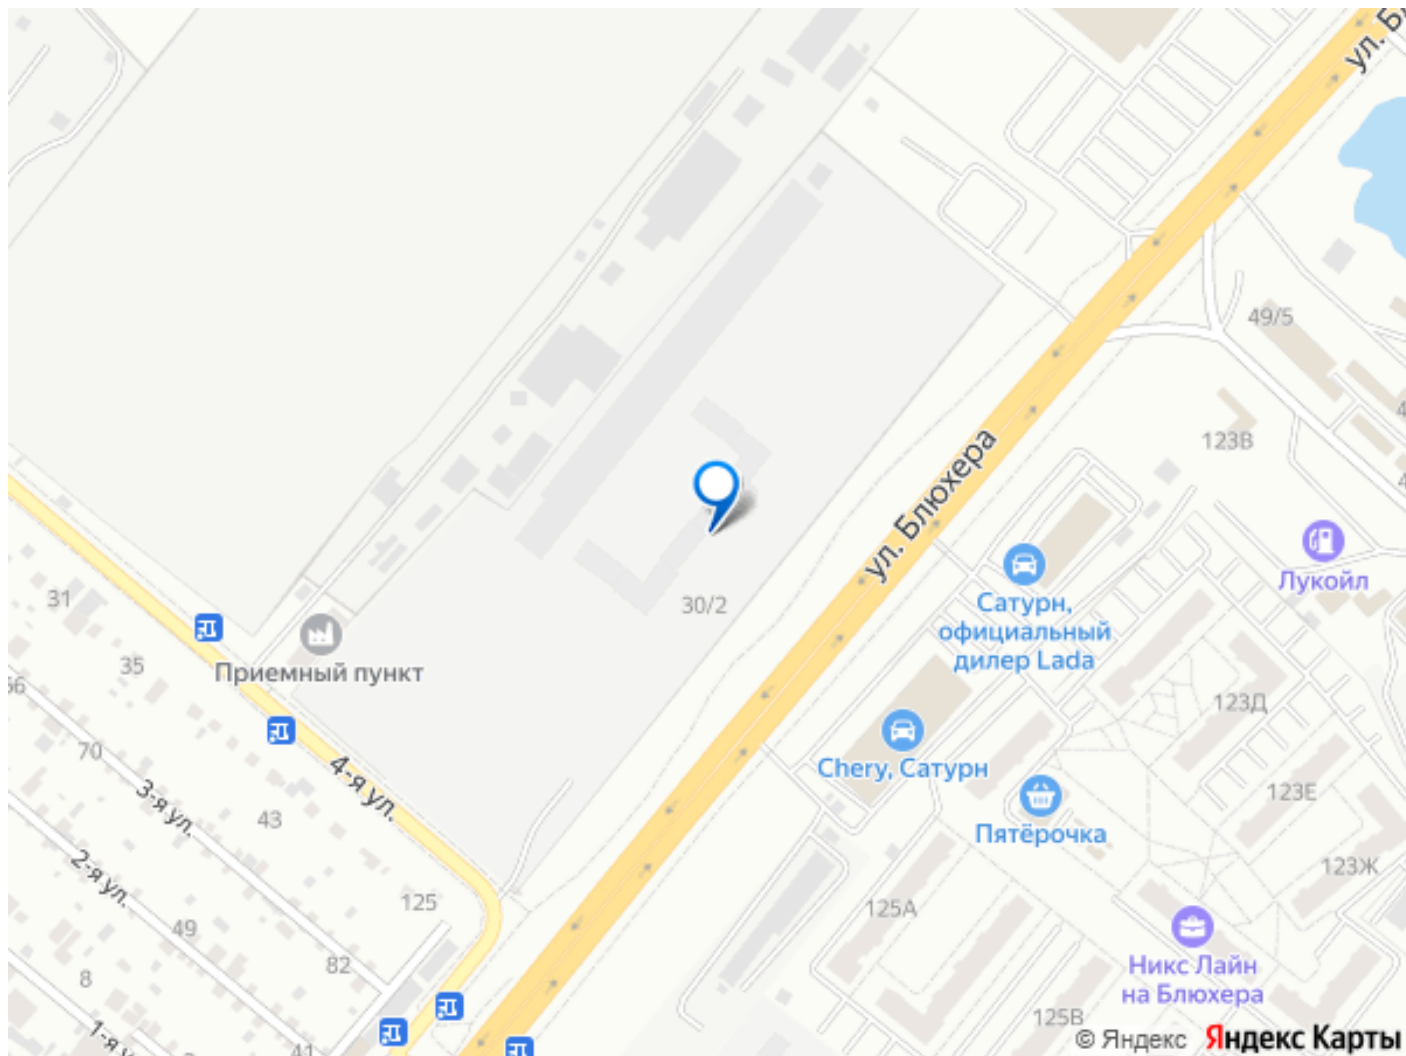 ул. Б
49/5
123В
ул. Блюхера
Лукойл
Сатурн,
официальный
дилер Lada
30/2
31
35
Приемный пункт
66
70
3-я ул.
4-я ул.
43
2-я ул.
49
125
82
8
41
Chery, Сатурн
Пятёрочка
123Д
123Е
123Ж
125А
Никс Лайн
на Блюхера
125В
© Яндекс Яндекс Карты